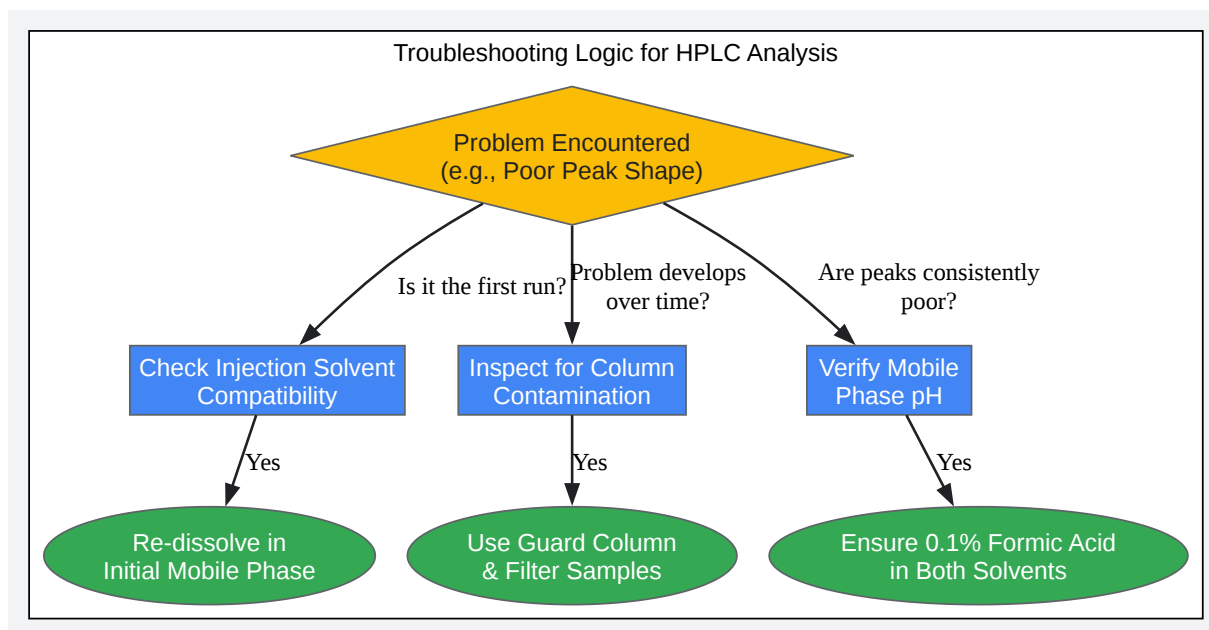 Troubleshooting Logic for HPLC Analysis
Problem Encountered
(e.g., Poor Peak Shape)
Is it the first run?
Problem develops
over time?
Are peaks consistently
poor?
Check Injection Solvent
Compatibility
Inspect for Column
Contamination
Verify Mobile
Phase pH
Yes
Yes
Yes
Re-dissolve in
Initial Mobile Phase
Use Guard Column
& Filter Samples
Ensure 0.1% Formic Acid
in Both Solvents